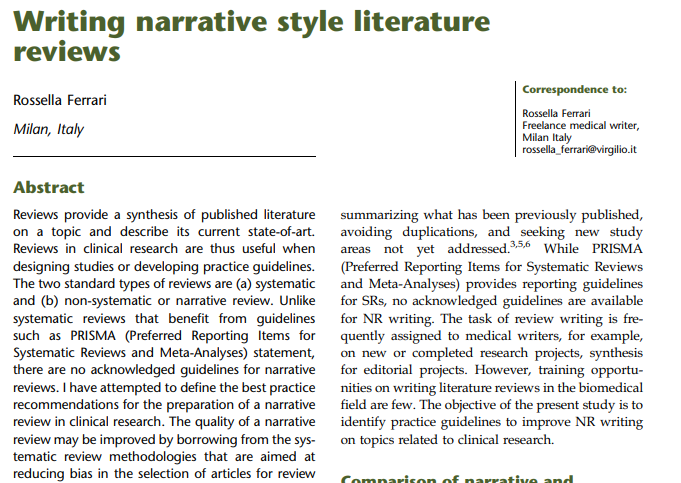 Writing narrative style literature
reviews
Rossella Ferrari
Milan, Italy
Correspondence to:
Rossella Ferrari
Freelance medical writer,
Milan Italy
rossella_ferrari@virgilio.it
Abstract
Reviews provide a synthesis of published literature
on a topic and describe its current state-of-art.
Reviews in clinical research are thus useful when
designing studies or developing practice guidelines.
The two standard types of reviews are (a) systematic
and (b) non-systematic or narrative review. Unlike
systematic reviews that benefit from guidelines
such as PRISMA (Preferred Reporting Items for
Systematic Reviews and Meta-Analyses) statement,
there are no acknowledged guidelines for narrative
reviews. I have attempted to define the best practice
recommendations for the preparation of a narrative
review in clinical research. The quality of a narrative
review may be improved by borrowing from the sys-
tematic review methodologies that are aimed at
reducing bias in the selection of articles for review
summarizing what has been previously published,
avoiding duplications, and seeking new study
areas not yet addressed.3,5,6 While PRISMA
(Preferred Reporting Items for Systematic Reviews
and Meta-Analyses) provides reporting guidelines
for SRs, no acknowledged guidelines are available
for NR writing. The task of review writing is fre-
quently assigned to medical writers, for example,
on new or completed research projects, synthesis
for editorial projects. However, training opportu-
nities on writing literature reviews in the biomedical
field are few. The objective of the present study is to
identify practice guidelines to improve NR writing
on topics related to clinical research.
Comparison of narrative and